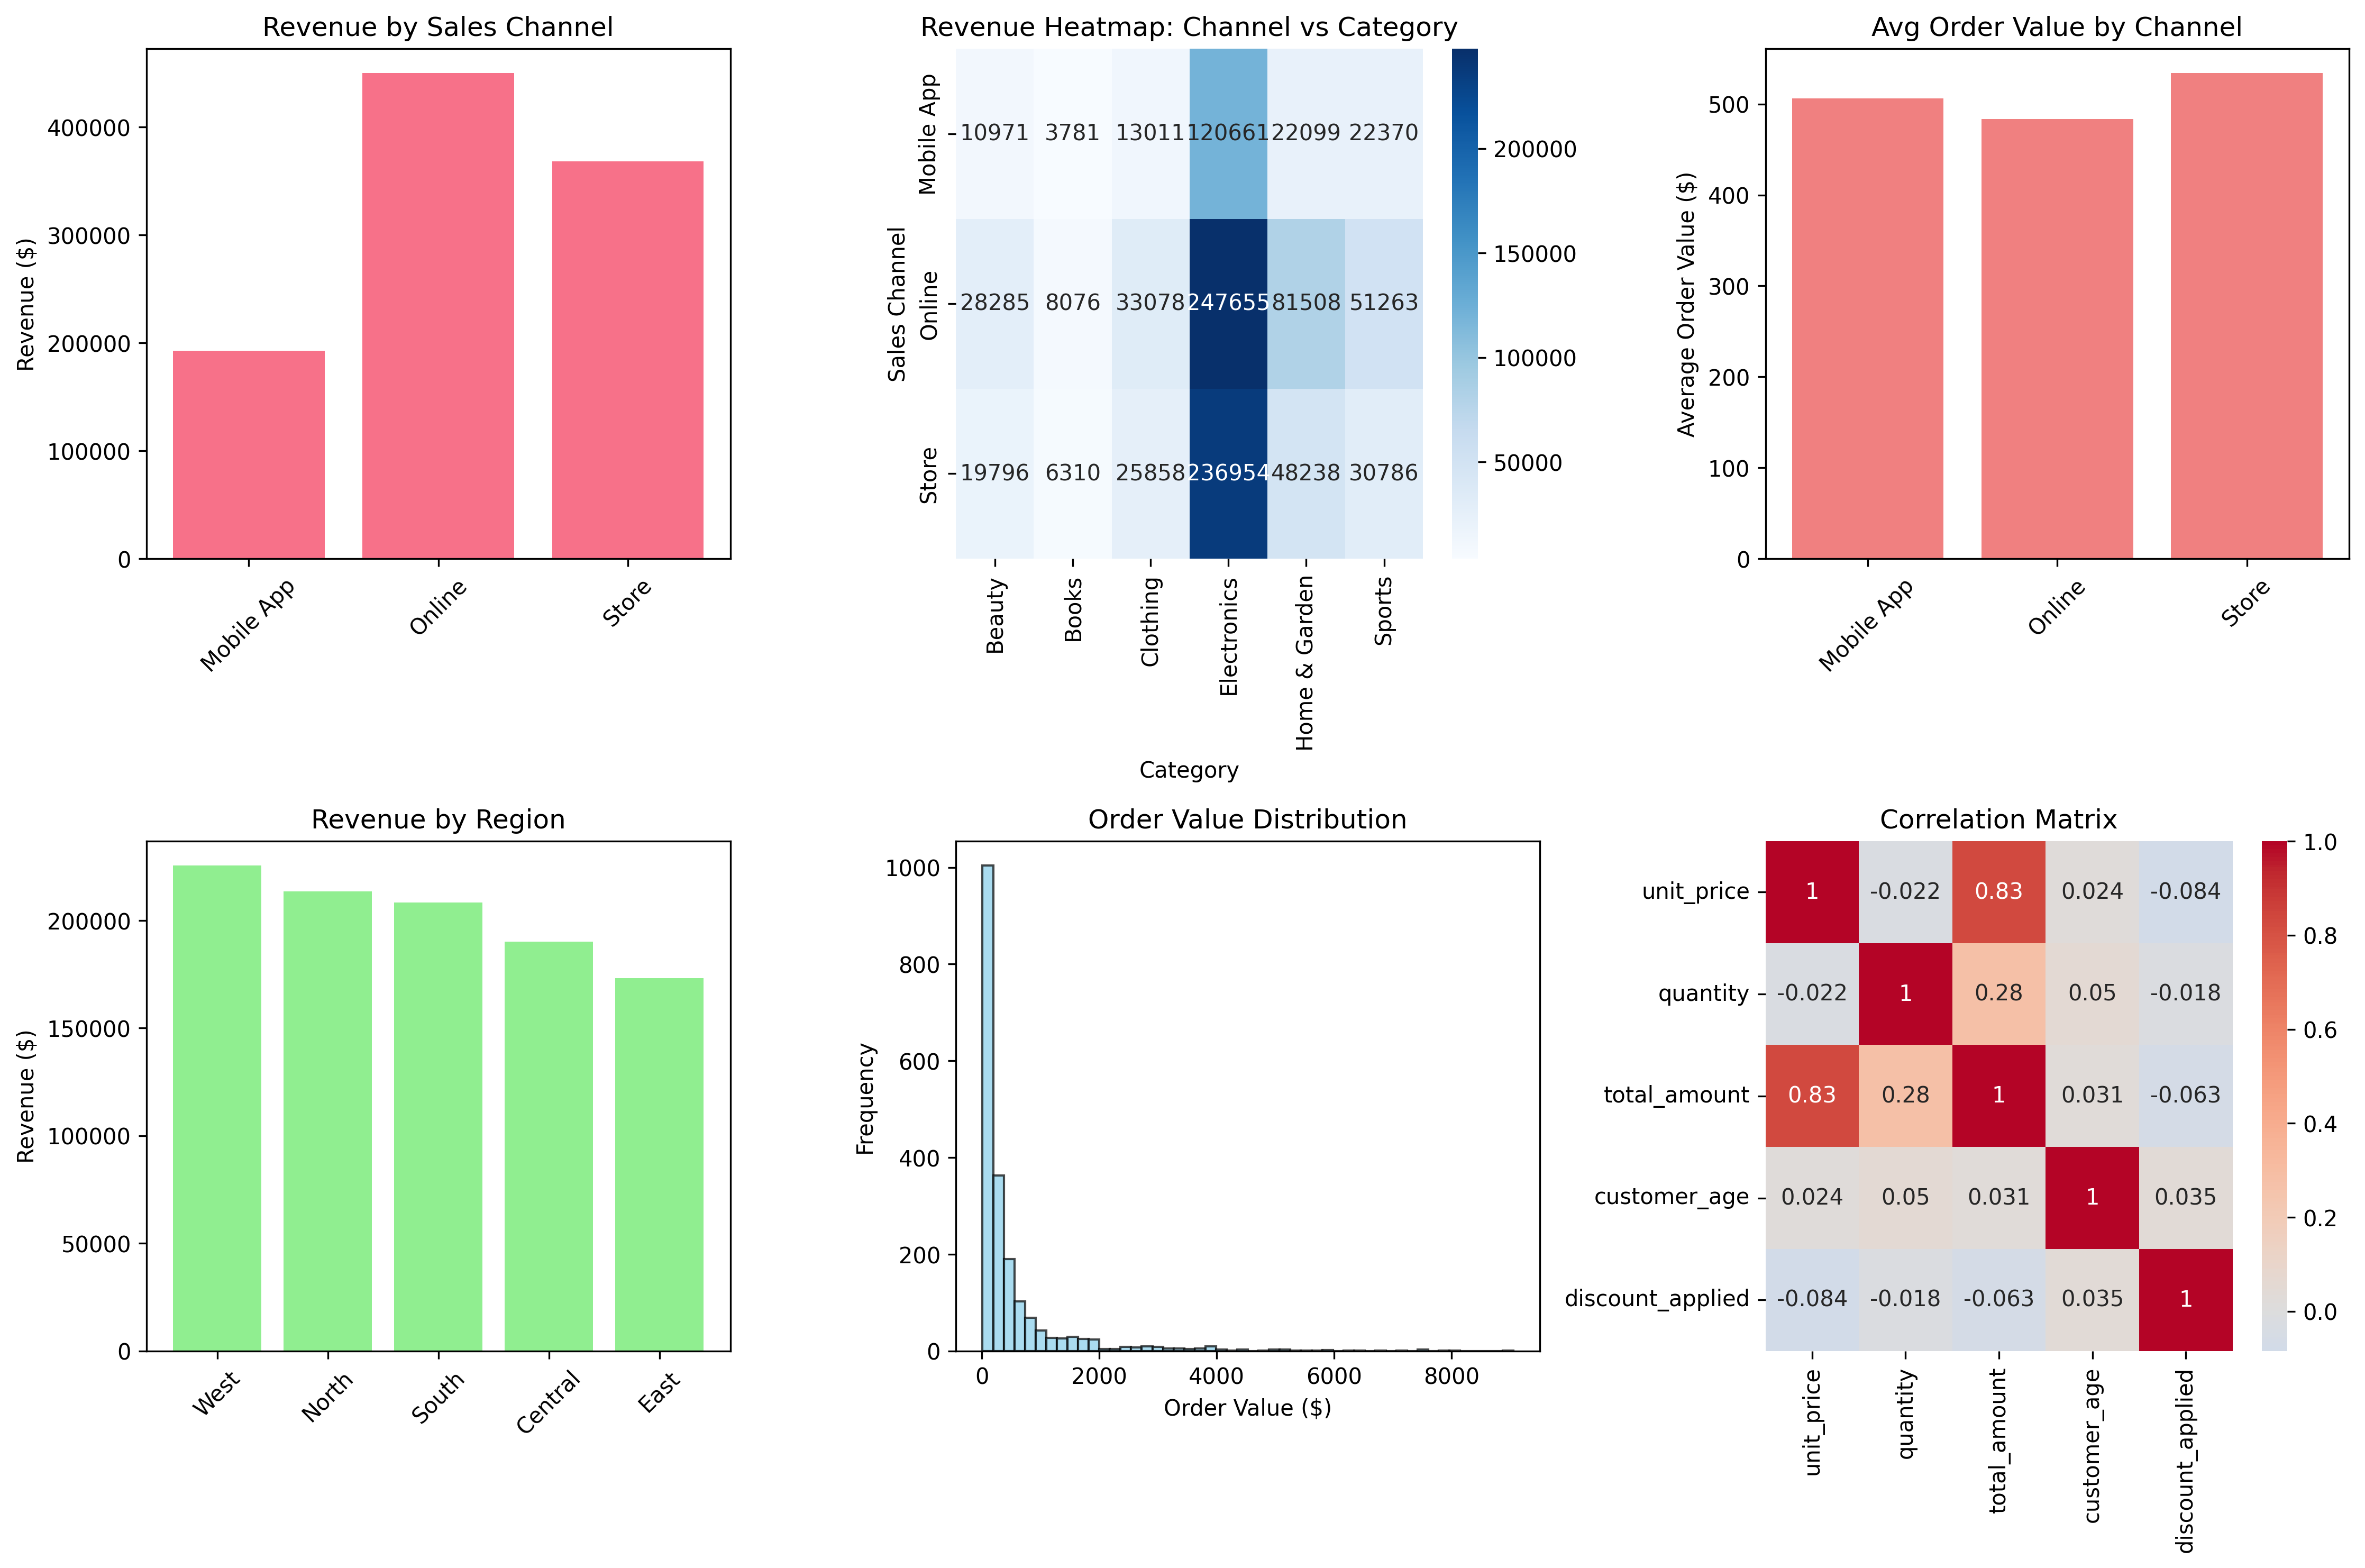 Revenue by Sales Channel
Revenue ($)
400000
300000
200000
100000
0
Mobile App
Online
Store
Revenue Heatmap: Channel vs Category
Sales Channel
Mobile App
Online
Store
10971 3781 13011 120661 22099 22370
28285 8076 33078 247655 81508 51263
19796 6310 25858 236954 48238 30786
Beauty
Books
Clothing
Electronics
Home & Garden
Sports
Category
200000
150000
100000
50000
Avg Order Value by Channel
Average Order Value ($)
500
400
300
200
100
0
Mobile App
Online
Store
Revenue by Region
Revenue ($)
200000
150000
100000
50000
0
West
North
South
Central
East
Order Value Distribution
Frequency
1000
800
600
400
200
0
0 2000 4000 6000 8000
Order Value ($)
Correlation Matrix
unit_price 1 -0.022 0.83 0.024 -0.084
quantity -0.022 1 0.28 0.05 -0.018
total_amount 0.83 0.28 1 0.031 -0.063
customer_age 0.024 0.05 0.031 1 0.035
discount_applied -0.084 -0.018 -0.063 0.035 1
unit_price
quantity
total_amount
customer_age
discount_applied
1.0
0.8
0.6
0.4
0.2
0.0